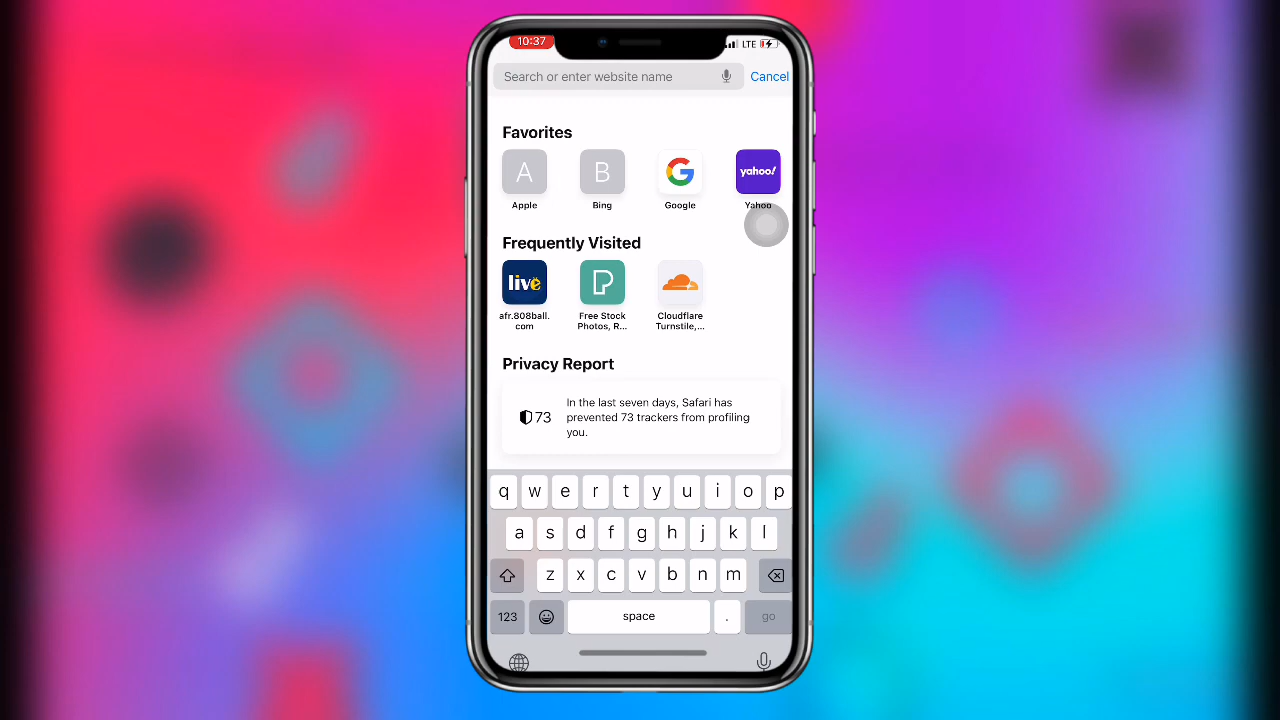 10:37
LTE
Search or enter website name
Cancel
Favorites
A
B
G
yahoo!
Apple
Bing
Google
Yahoo
Frequently Visited
live
P
afr.808ball.
com
Free Stock
Photos, R...
Cloudflare
Turnstile,...
Privacy Report
73
In the last seven days, Safari has
prevented 73 trackers from profiling
you.
q w e r t y u i o p
a s d f g h j k l
z x c v b n m
123
space
.
go